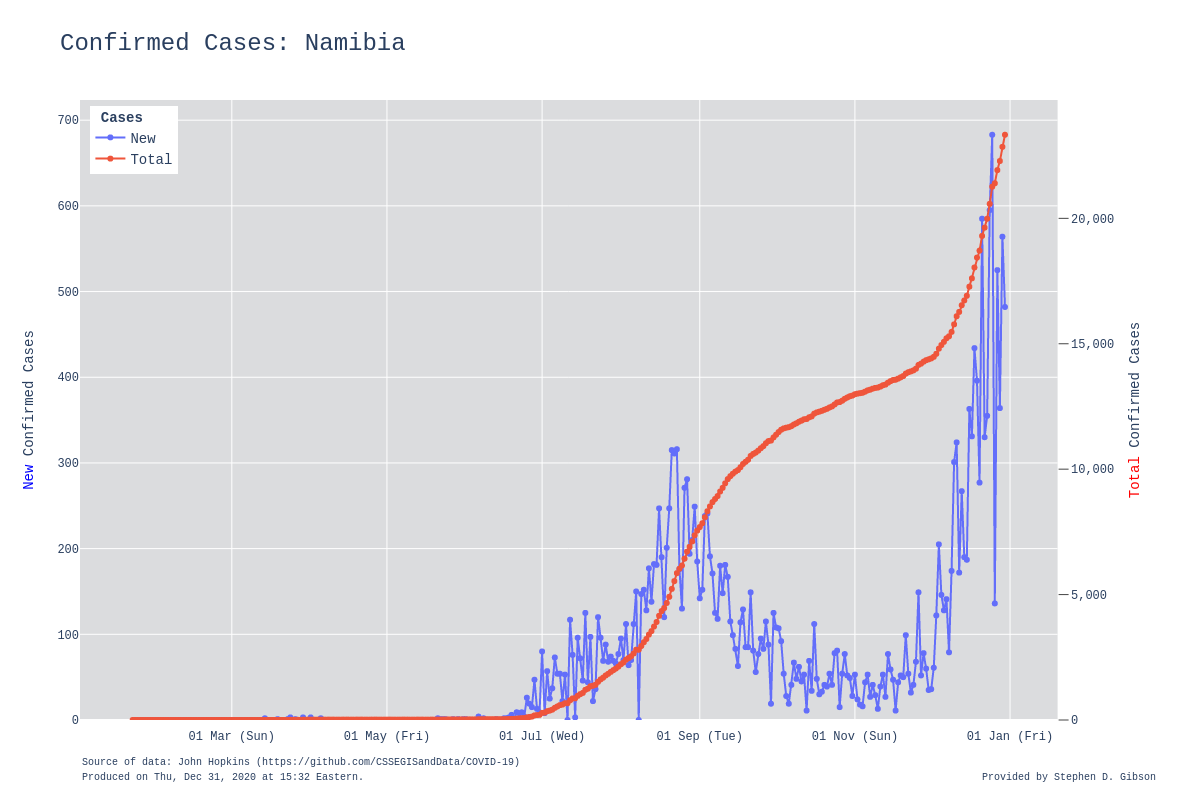 Confirmed Cases: Namibia
Cases
New
Total
700
600
500
400
300
200
100
0
20,000
15,000
10,000
5,000
0
New Confirmed Cases
Total Confirmed Cases
01 Mar (Sun)
01 May (Fri)
01 Jul (Wed)
01 Sep (Tue)
01 Nov (Sun)
01 Jan (Fri)
Source of data: John Hopkins (https://github.com/CSSEGISandData/COVID-19)
Produced on Thu, Dec 31, 2020 at 15:32 Eastern.
Provided by Stephen D. Gibson